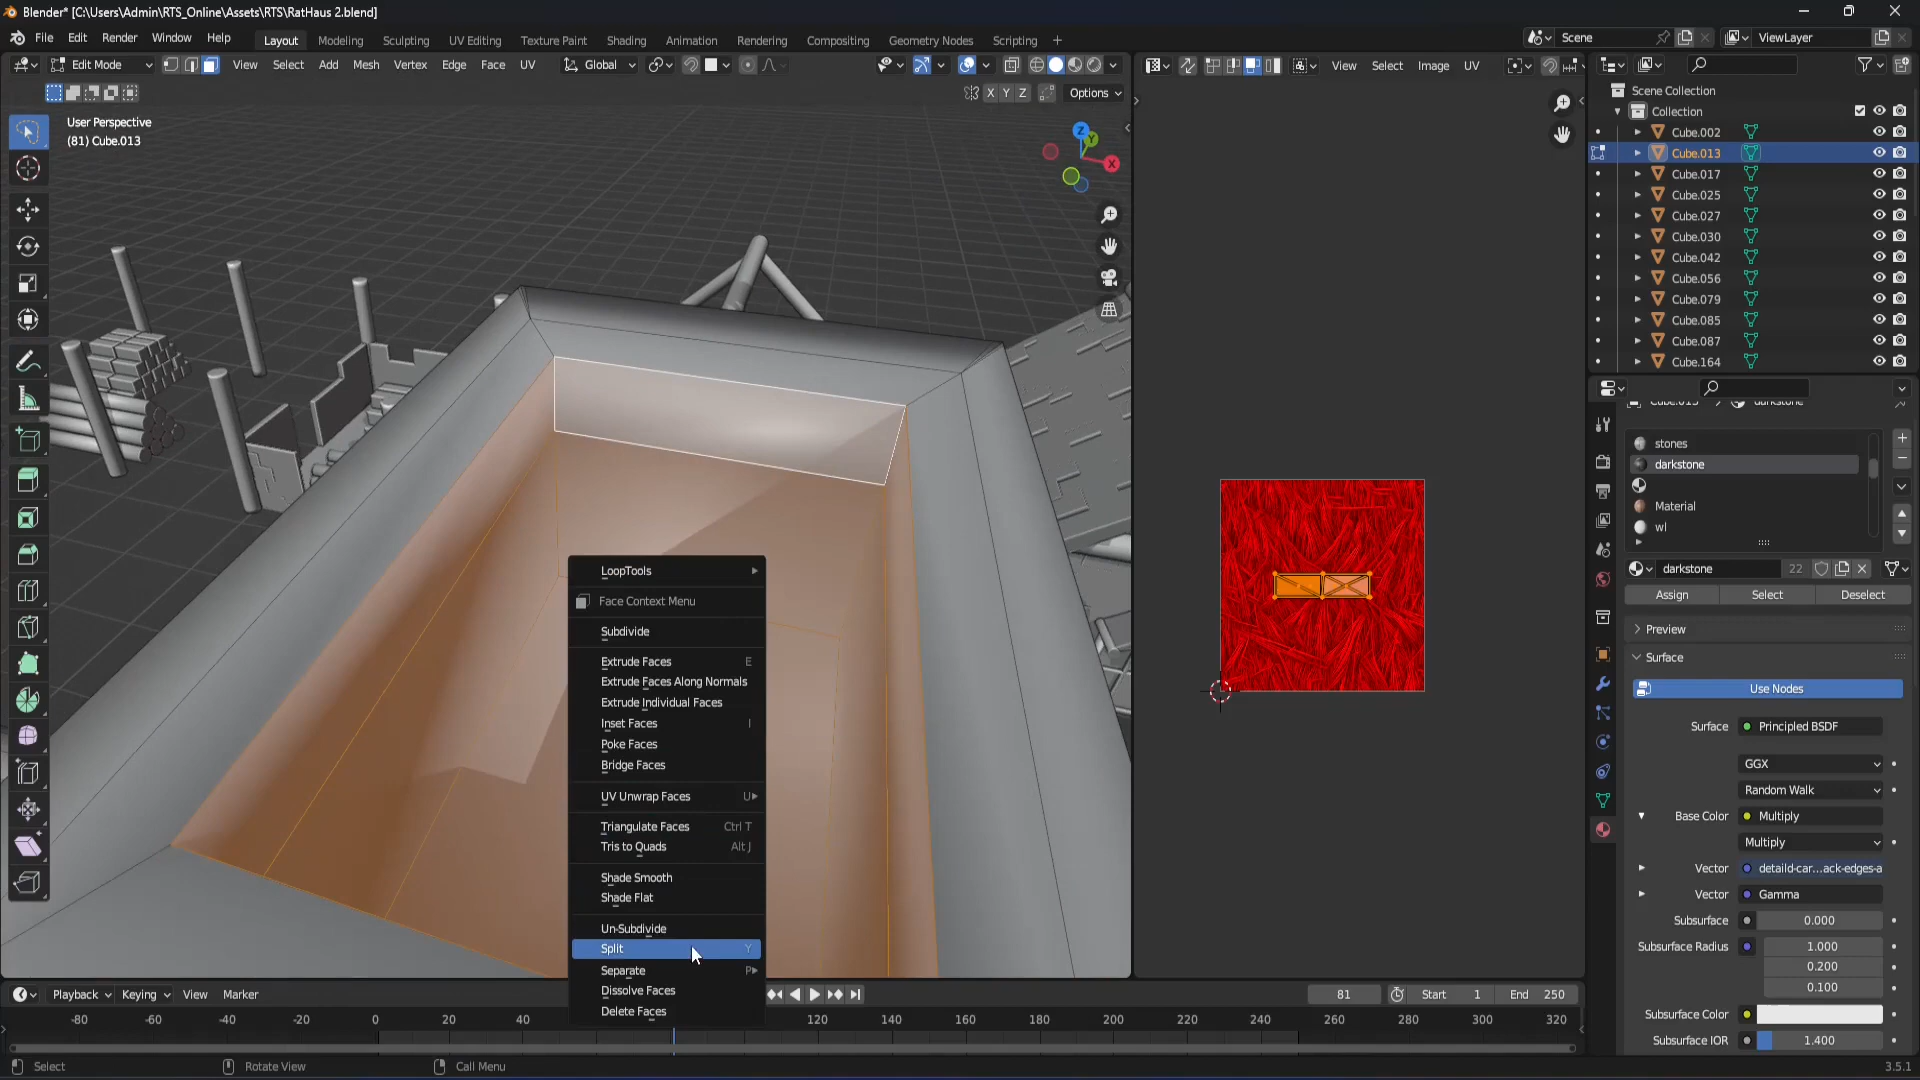 Blender* [C:\Users\Admin\RTS_Online\Assets\RTS\RatHaus 2.blend]
File Edit Render Window Help Layout Modeling Sculpting UV Editing Texture Paint Shading Animation Rendering Compositing Geometry Nodes Scripting + Scene ViewLayer
Edit Mode View Select Add Mesh Vertex Edge Face UV Global View Select Image UV
X Y Z Options
User Perspective
(81) Cube.013
Z Y X
Scene Collection
Collection
Cube.002
Cube.013
Cube.017
Cube.025
Cube.027
Cube.030
Cube.042
Cube.056
Cube.079
Cube.085
Cube.087
Cube.164
stones
darkstone
Material
wl
darkstone 22
Assign Select Deselect
Preview
Surface
Use Nodes
Surface Principled BSDF
GGX
Random Walk
Base Color Multiply
Multiply
Vector detaild-car...ack-edges-a
Vector Gamma
Subsurface 0.000
Subsurface Radius 1.000
0.200
0.100
Subsurface Color
Subsurface IOR 1.400
LoopTools
Face Context Menu
Subdivide
Extrude Faces E
Extrude Faces Along Normals
Extrude Individual Faces
Inset Faces I
Poke Faces
Bridge Faces
UV Unwrap Faces U
Triangulate Faces Ctrl T
Tris to Quads Alt J
Shade Smooth
Shade Flat
Un-Subdivide
Split Y
Separate P
Dissolve Faces
Delete Faces
Playback Keying View Marker 81 Start 1 End 250
-80 -60 -40 -20 0 20 40 120 140 160 180 200 220 240 260 280 300 320
Select Rotate View Call Menu 3.5.1